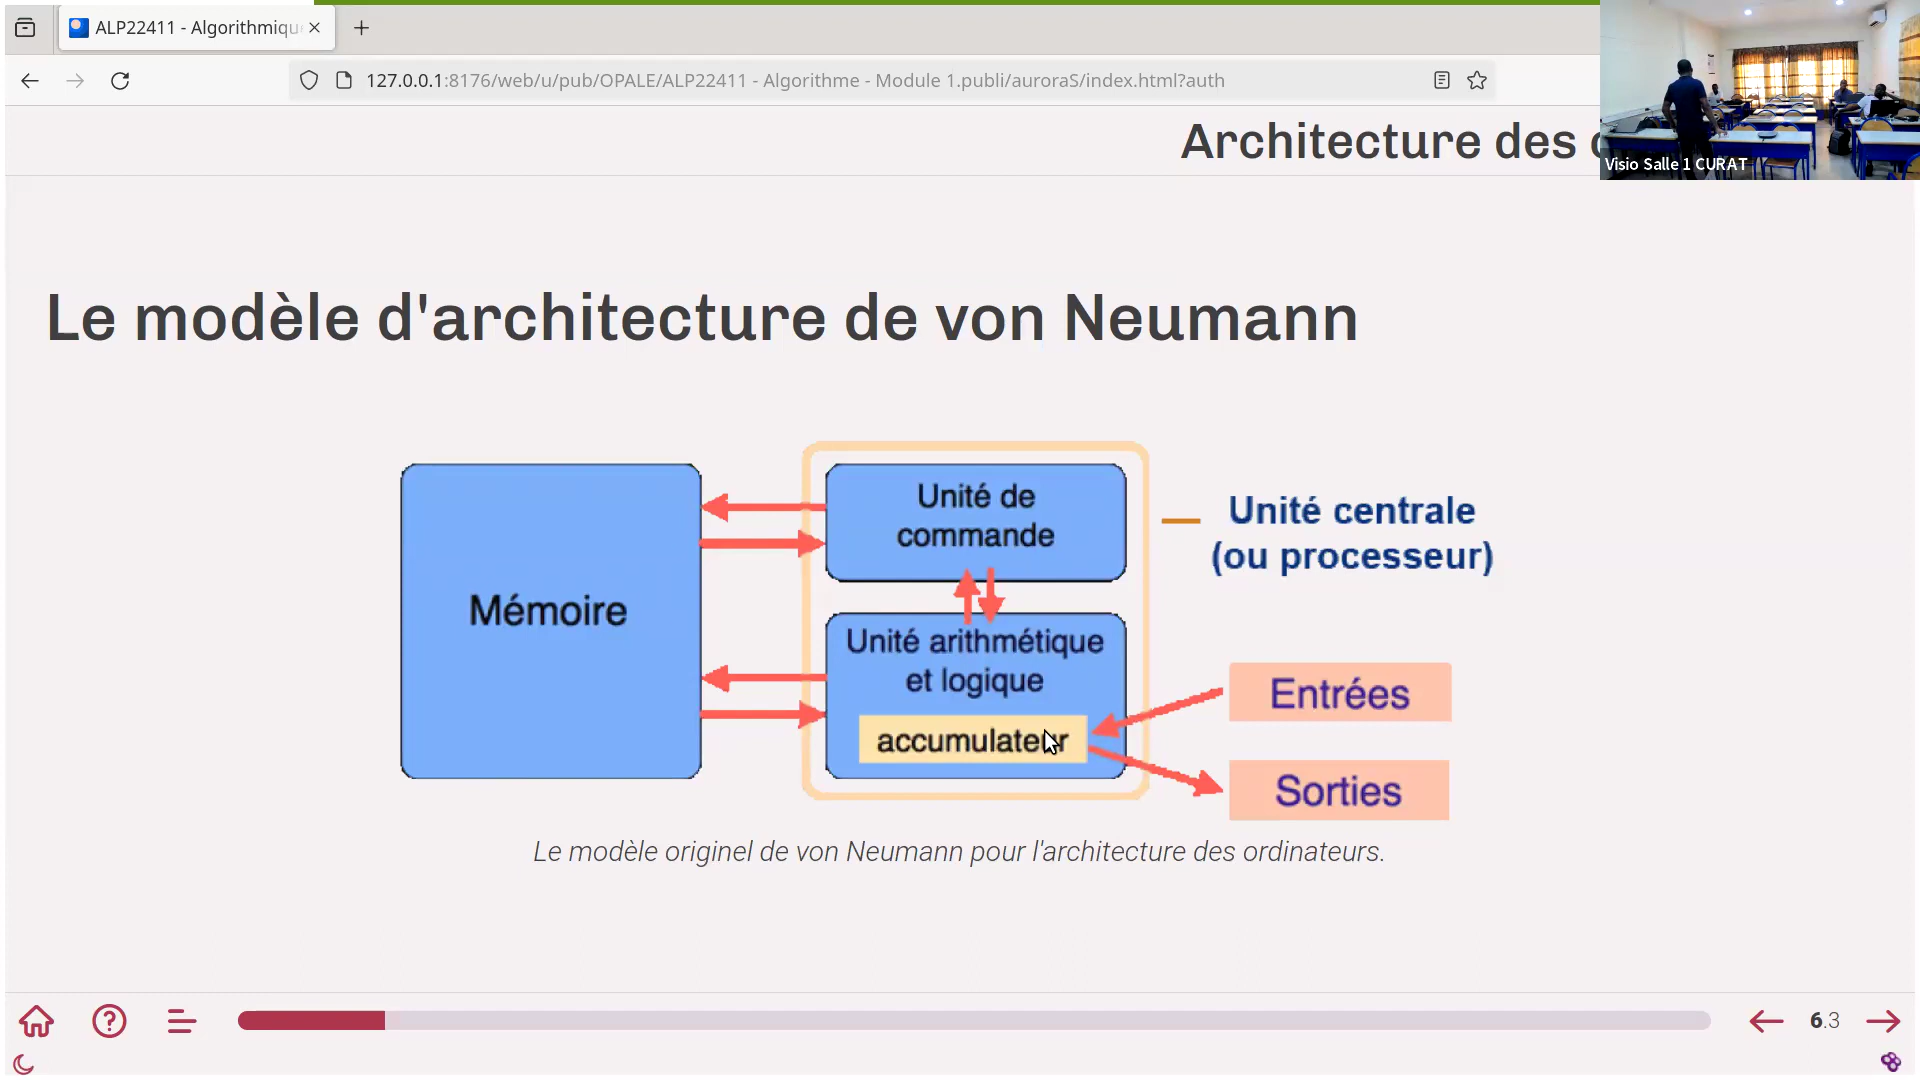 ALP22411 - Algorithmiqu
127.0.0.1:8176/web/u/pub/OPALE/ALP22411 - Algorithme - Module 1.publi/auroraS/index.html?auth
Architecture des
Visio Salle 1 CURAT
Le modèle d'architecture de von Neumann
Mémoire
Unité de
commande
Unité centrale
(ou processeur)
Unité arithmétique
et logique
accumulateur
Entrées
Sorties
Le modèle originel de von Neumann pour l'architecture des ordinateurs.
6.3